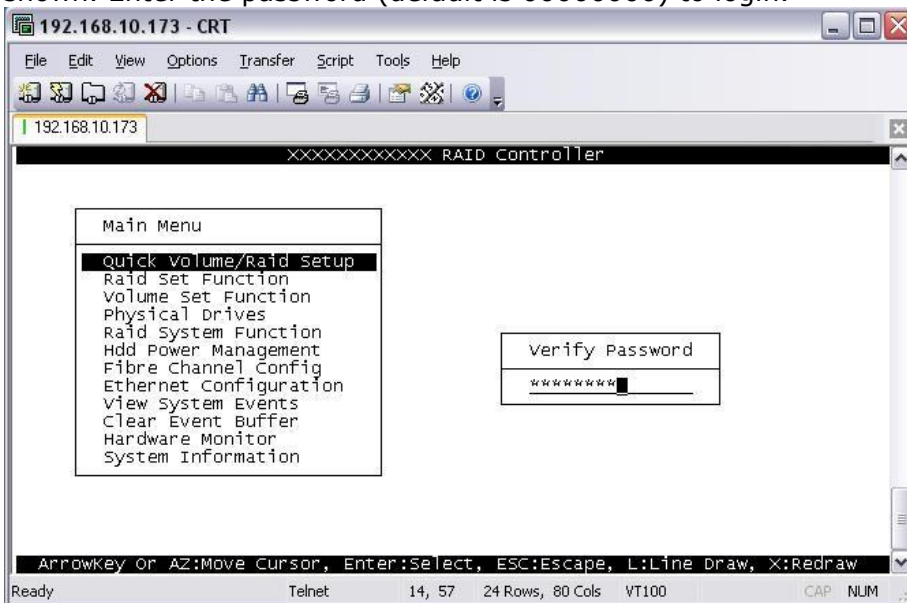 shown. Enter the password (default is 00000000) to login.
192.168.10.173 - CRT
File Edit View Options Transfer Script Tools Help
192.168.10.173
XXXXXXXXXXXX RAID Controller
Main Menu
Quick Volume/Raid Setup
Raid Set Function
Volume Set Function
Physical Drives
Raid System Function
Hdd Power Management
Fibre Channel Config
Ethernet Configuration
View System Events
Clear Event Buffer
Hardware Monitor
System Information
Verify Password
********
ArrowKey Or AZ:Move Cursor, Enter:Select, ESC:Escape, L:Line Draw, X:Redraw
Ready Telnet 14, 57 24 Rows, 80 Cols VT100 CAP NUM